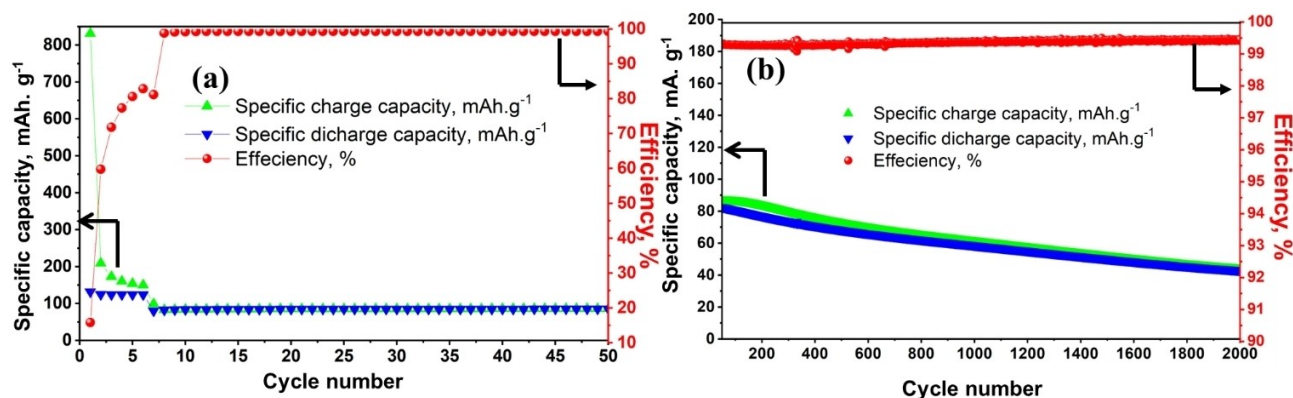 (a)
Specific capacity, mAh. g-1
850
800
700
600
500
400
300
200
100
0
Specific charge capacity, mAh.g-1
Specific dicharge capacity, mAh.g-1
Effeciency, %
100
90
80
70
60
50
40
30
20
10
Efficiency, %
0 5 10 15 20 25 30 35 40 45 50
Cycle number
(b)
Specific capacity, mA. g-1
200
180
160
140
120
100
80
60
40
20
0
Specific charge capacity, mAh.g-1
Specific dicharge capacity, mAh.g-1
Effeciency, %
100
99
98
97
96
95
94
93
92
91
90
Efficiency, %
200 400 600 800 1000 1200 1400 1600 1800 2000
Cycle number